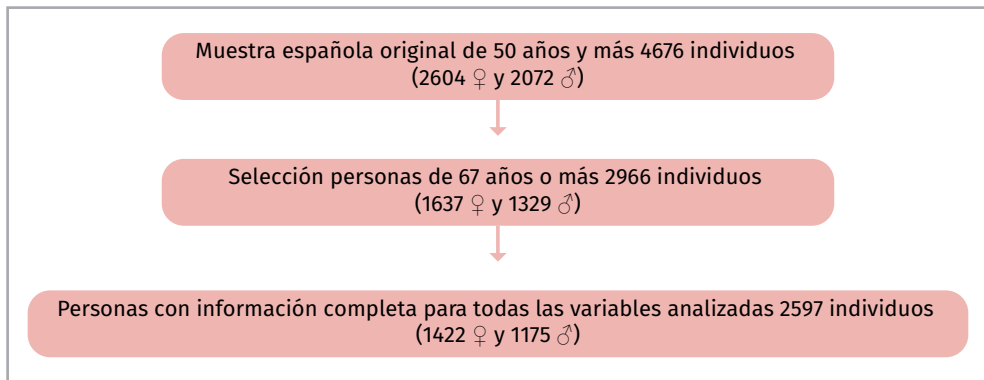 Muestra española original de 50 años y más 4676 individuos
(2604 ♀ y 2072 ♂)
Selección personas de 67 años o más 2966 individuos
(1637 ♀ y 1329 ♂)
Personas con información completa para todas las variables analizadas 2597 individuos
(1422 ♀ y 1175 ♂)